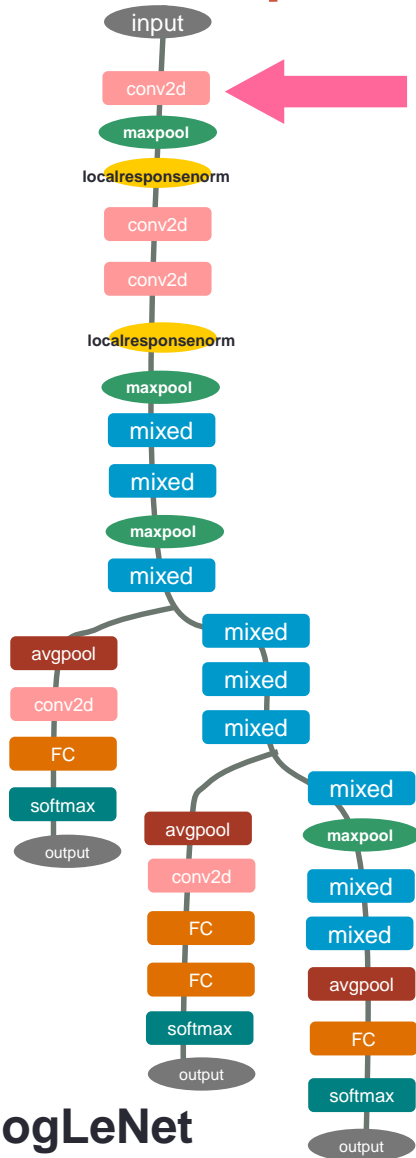 input
conv2d
maxpool
localresponsenorm
conv2d
conv2d
localresponsenorm
maxpool
mixed
mixed
maxpool
mixed
avgpool
conv2d
FC
softmax
output
mixed
mixed
mixed
avgpool
conv2d
FC
FC
softmax
output
mixed
maxpool
mixed
mixed
avgpool
FC
softmax
output
ogLeNet